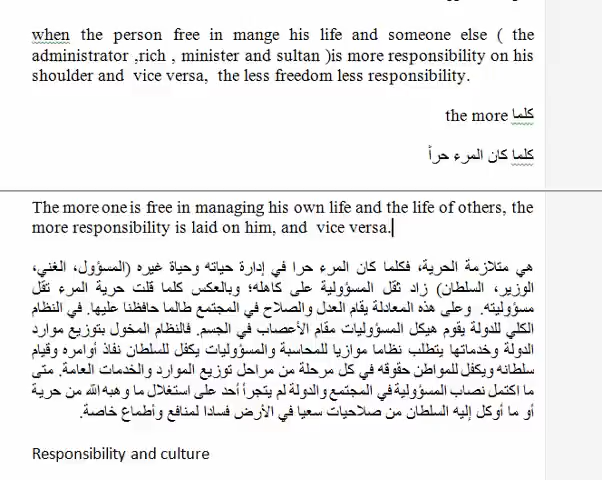 when the person free in mange his life and someone else ( the
administrator ,rich , minister and sultan )is more responsibility on his
shoulder and vice versa, the less freedom less responsibility.
the more كلما
كلما كان المرء حراً
The more one is free in managing his own life and the life of others, the
more responsibility is laid on him, and vice versa.
هي متلازمة الحرية، فكلما كان المرء حرا في إدارة حياته وحياة غيره (المسؤول، الغني،
الوزير، السلطان) زاد ثقل المسؤولية على كاهله؛ وبالعكس كلما قلت حرية المرء تقل
مسؤوليته. وعلى هذه المعادلة يقام العدل والصلاح في المجتمع طالما حافظنا عليها. في النظام
الكلي للدولة يقوم هيكل المسؤوليات مقام الأعصاب في الجسم. فالنظام المخول بتوزيع موارد
الدولة وخدماتها يتطلب نظاما موازيا للمحاسبة والمسؤوليات يكفل للسلطان نفاذ أوامره وقيام
سلطانه ويكفل للمواطن حقوقه في كل مرحلة من مراحل توزيع الموارد والخدمات العامة. متى
ما اكتمل نصاب المسؤولية في المجتمع والدولة لم يتجرأ أحد على استغلال ما وهبه الله من حرية
أو ما أوكل إليه السلطان من صلاحيات سعيا في الأرض فسادا لمنافع وأطماع خاصة.
Responsibility and culture